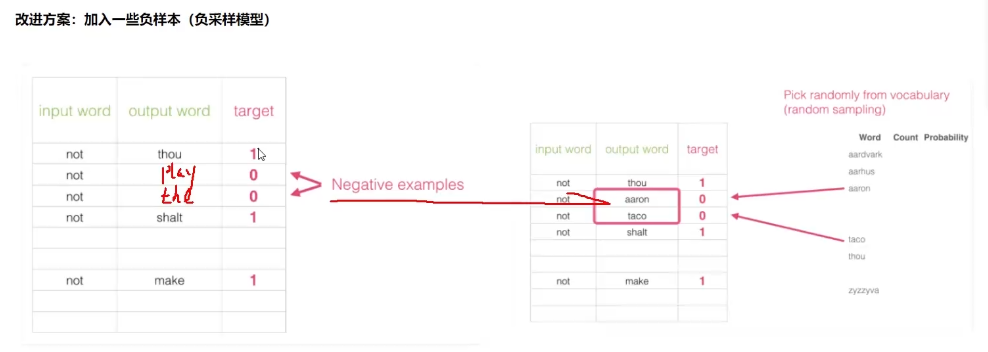 改进方案：加入一些负样本（负采样模型）
input word output word target
not thou 1
not play 0
not the 0
not shalt 1
not make 1
Negative examples
input word output word target
not thou 1
not aaron 0
not taco 0
not shalt 1
not make 1
Pick randomly from vocabulary
(random sampling)
Word Count Probability
aardvark
aarhus
aaron
taco
thou
zyzzyva